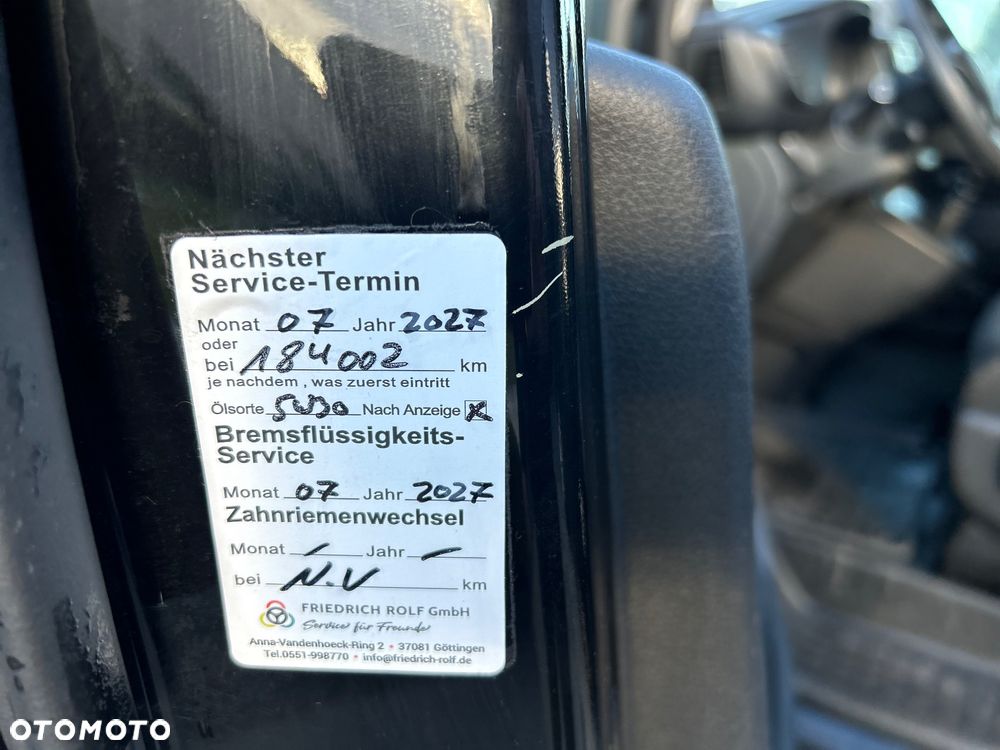 Nächster
Service-Termin
Monat 07 Jahr 2027
oder
bei 184002 km
je nachdem, was zuerst eintritt
Ölsorte 5W30 Nach Anzeige X
Bremsflüssigkeits-
Service
Monat 07 Jahr 2027
Zahnriemenwechsel
Monat - Jahr -
bei N.V km
FRIEDRICH ROLF GmbH
Service für Freunde
Anna-Vandenhoeck-Ring 2 * 37081 Göttingen
Tel.0551-998770 * info@friedrich-rolf.de
OTOMOTO